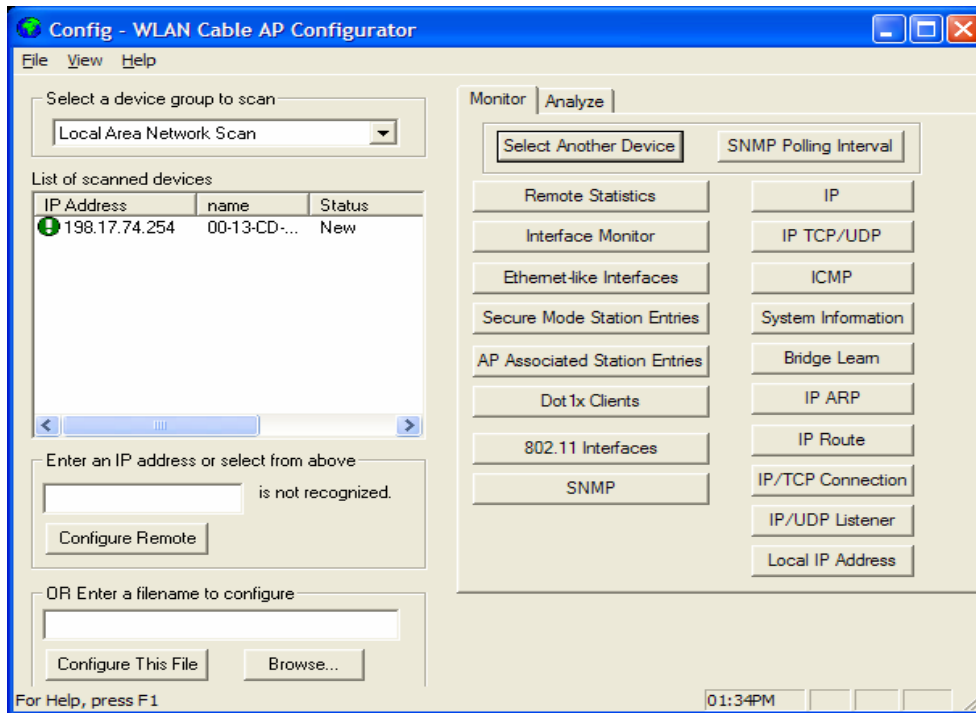 Config - WLAN Cable AP Configurator
File View Help
Select a device group to scan
Local Area Network Scan
List of scanned devices
IP Address name Status
198.17.74.254 00-13-CD-... New
Enter an IP address or select from above
is not recognized.
Configure Remote
OR Enter a filename to configure
Configure This File Browse...
Monitor Analyze
Select Another Device SNMP Polling Interval
Remote Statistics IP
Interface Monitor IP TCP/UDP
Ethernet-like Interfaces ICMP
Secure Mode Station Entries System Information
AP Associated Station Entries Bridge Learn
Dot1x Clients IP ARP
802.11 Interfaces IP Route
SNMP IP/TCP Connection
IP/UDP Listener
Local IP Address
For Help, press F1 01:34PM